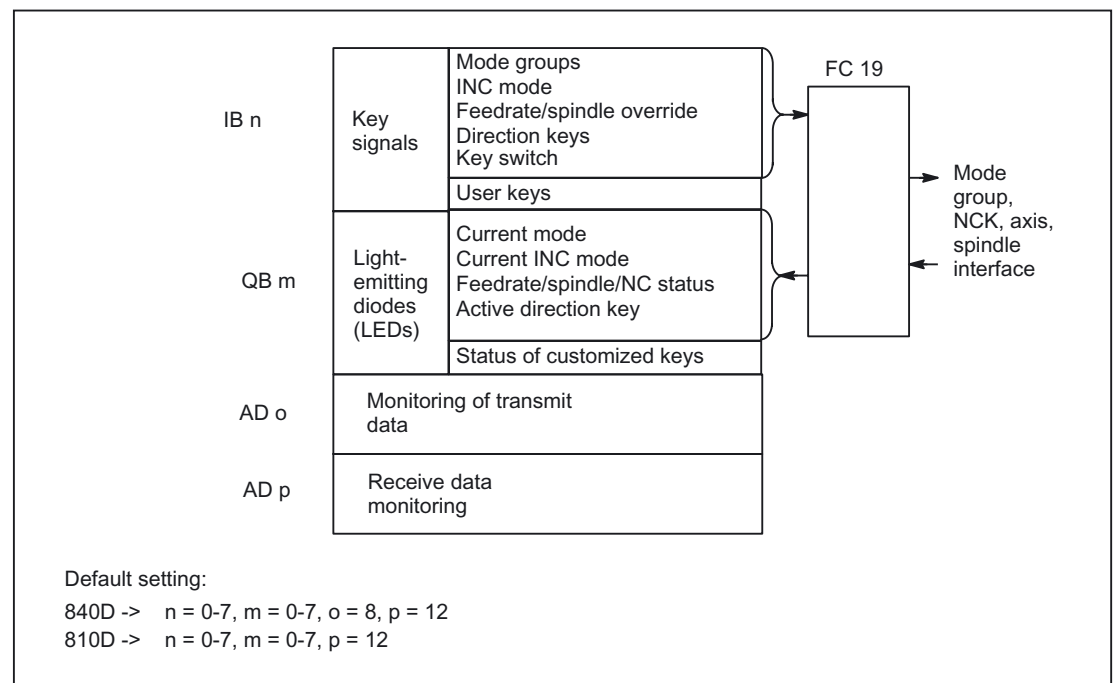 IB n
Key
signals
Mode groups
INC mode
Feedrate/spindle override
Direction keys
Key switch
User keys
FC 19
Mode
group,
NCK, axis,
spindle
interface
QB m
Light-
emitting
diodes
(LEDs)
Current mode
Current INC mode
Feedrate/spindle/NC status
Active direction key
Status of customized keys
AD o
Monitoring of transmit
data
AD p
Receive data
monitoring
Default setting:
840D -> n = 0-7, m = 0-7, o = 8, p = 12
810D -> n = 0-7, m = 0-7, p = 12